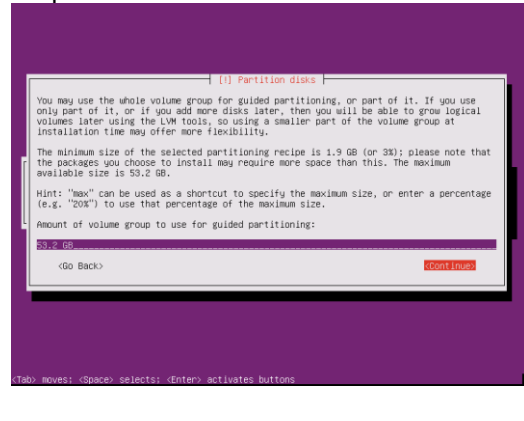 [!] Partition disks
You may use the whole volume group for guided partitioning, or part of it. If you use
only part of it, or if you add more disks later, then you will be able to grow logical
volumes later using the LVM tools, so using a smaller part of the volume group at
installation time may offer more flexibility.
The minimum size of the selected partitioning recipe is 1.9 GB (or 3%); please note that
the packages you choose to install may require more space than this. The maximum
available size is 53.2 GB.
Hint: "max" can be used as a shortcut to specify the maximum size, or enter a percentage
(e.g. "20%") to use that percentage of the maximum size.
Amount of volume group to use for guided partitioning:
53.2 GB
<Go Back> <Continue>
<Tab> moves; <Space> selects; <Enter> activates buttons